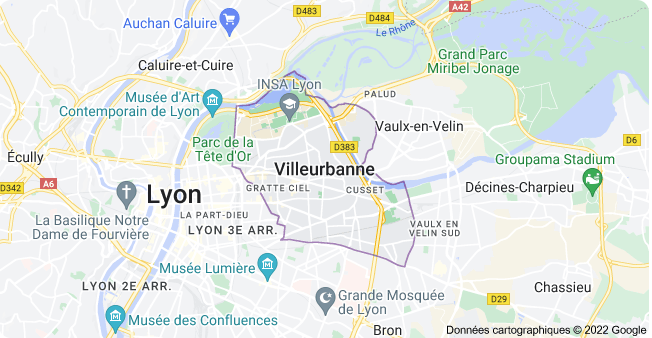 D483
D484
A42
Auchan Caluire
Le Rhône
Grand Parc
Miribel Jonage
Caluire-et-Cuire
INSA Lyon
PALUD
Musée d'Art
Contemporain de Lyon
Vaulx-en-Velin
Parc de la
Tête d'Or
D383
D6
Écully
Groupama Stadium
Villeurbanne
D342
A6
GRATTE CIEL
CUSSET
Décines-Charpieu
Lyon
La Basilique Notre
Dame de Fourvière
LA PART-DIEU
LYON 3E ARR.
VAULX EN
VELIN SUD
Musée Lumière
LYON 2E ARR.
Chassieu
Grande Mosquée
de Lyon
D29
Musée des Confluences
Bron
Données cartographiques © 2022 Google